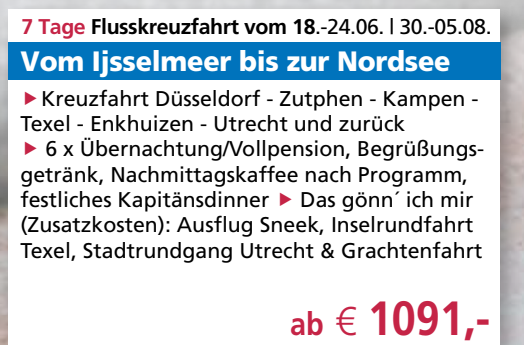 7 Tage Flusskreuzfahrt vom 18.-24.06. l 30.-05.08.
Vom Ijsselmeer bis zur Nordsee
▶Kreuzfahrt Düsseldorf - Zutphen - Kampen -
Texel - Enkhuizen - Utrecht und zurück
▶ 6 x Übernachtung/Vollpension, Begrüßungs-
getränk, Nachmittagskaffee nach Programm,
festliches Kapitänsdinner ▶ Das gönn´ ich mir
(Zusatzkosten): Ausflug Sneek, Inselrundfahrt
Texel, Stadtrundgang Utrecht & Grachtenfahrt
ab € 1091,-